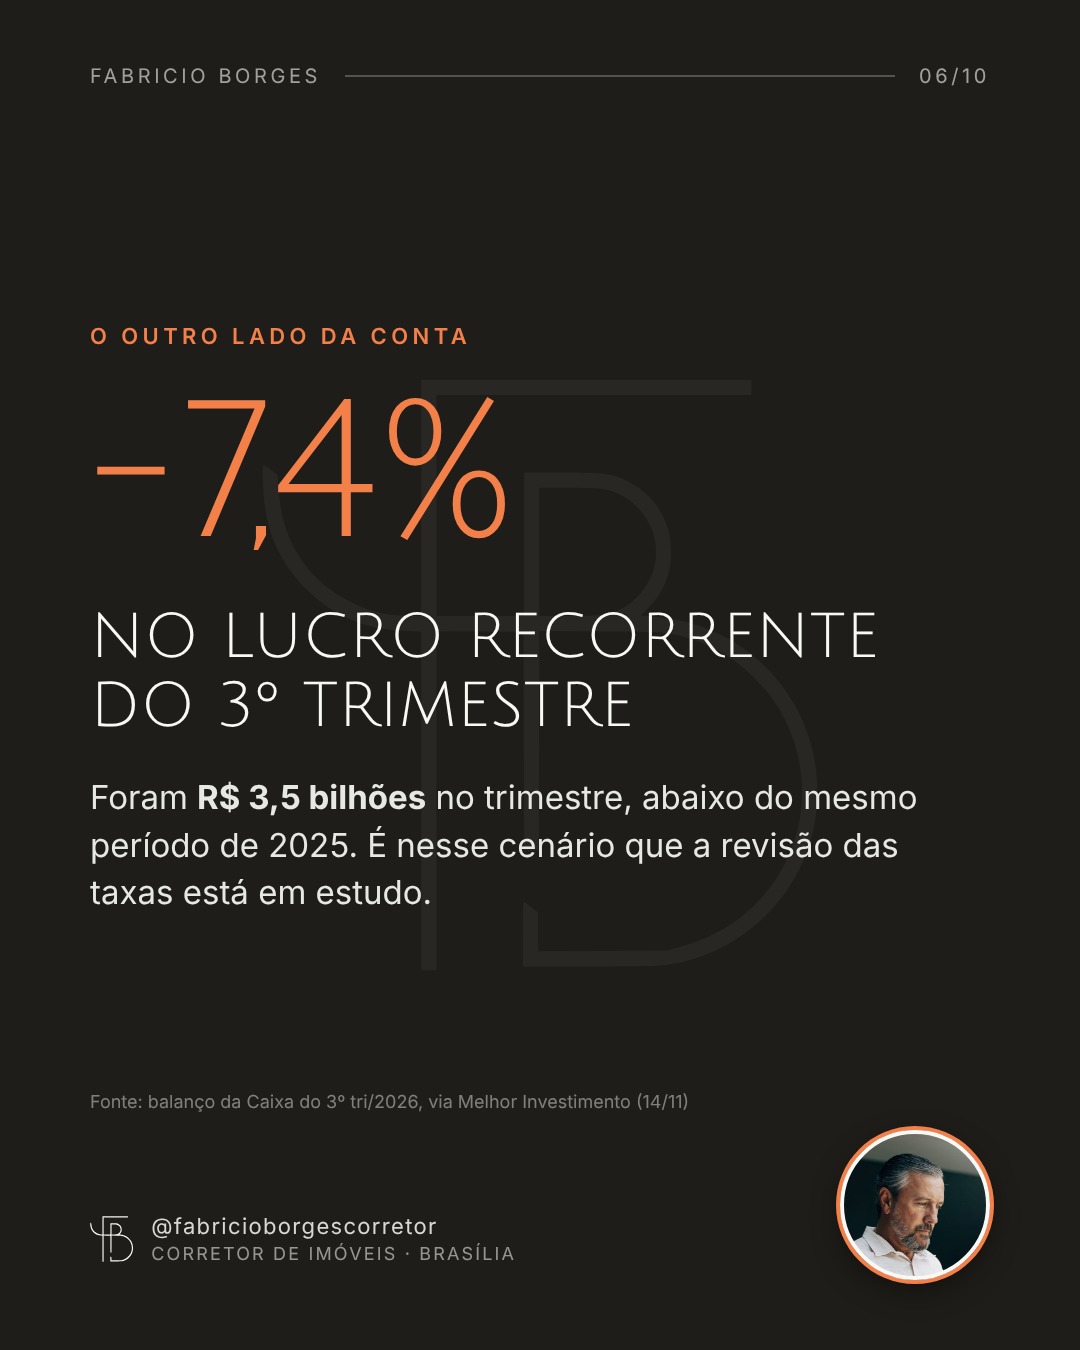 FABRICIO BORGES 06/10
O OUTRO LADO DA CONTA
−7,4%
NO LUCRO RECORRENTE
DO 3º TRIMESTRE
Foram R$ 3,5 bilhões no trimestre, abaixo do mesmo
período de 2025. É nesse cenário que a revisão das
taxas está em estudo.
Fonte: balanço da Caixa do 3º tri/2026, via Melhor Investimento (14/11)
@fabricioborgescorretor
CORRETOR DE IMÓVEIS · BRASÍLIA